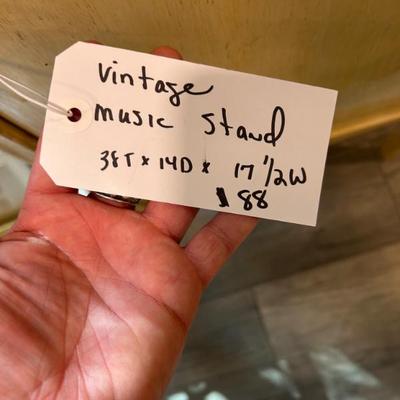 vintage
music stand
38T x 14D x 17 1/2W
$88